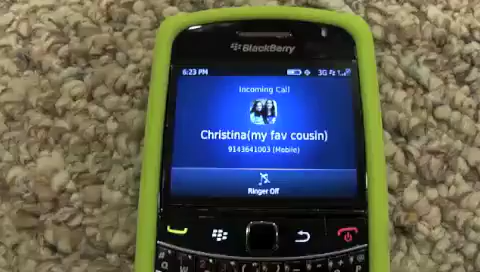 BlackBerry
6:23 PM
3G
Incoming Call
Christina(my fav cousin)
9143641003 (Mobile)
Ringer Off